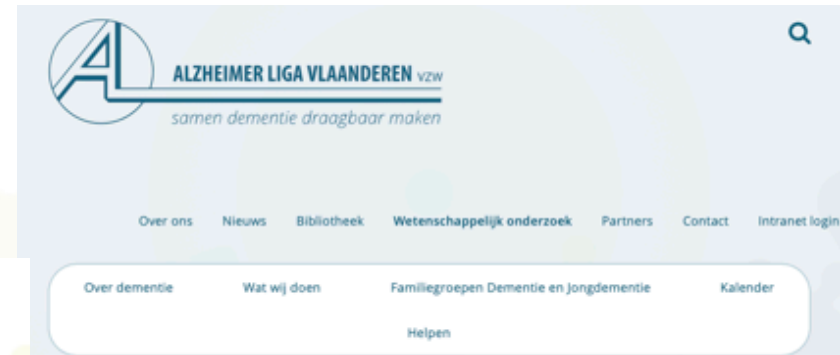 ALZHEIMER LIGA VLAANDEREN vzw
samen dementie draagbaar maken
Over ons Nieuws Bibliotheek Wetenschappelijk onderzoek Partners Contact Intranet login
Over dementie Wat wij doen Familiegroepen Dementie en Jongdementie Kalender
Helpen